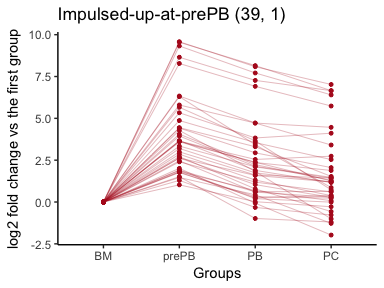 Impulsed-up-at-prePB (39, 1)
log2 fold change vs the first group
10.0
7.5
5.0
2.5
0.0
-2.5
BM prePB PB PC
Groups